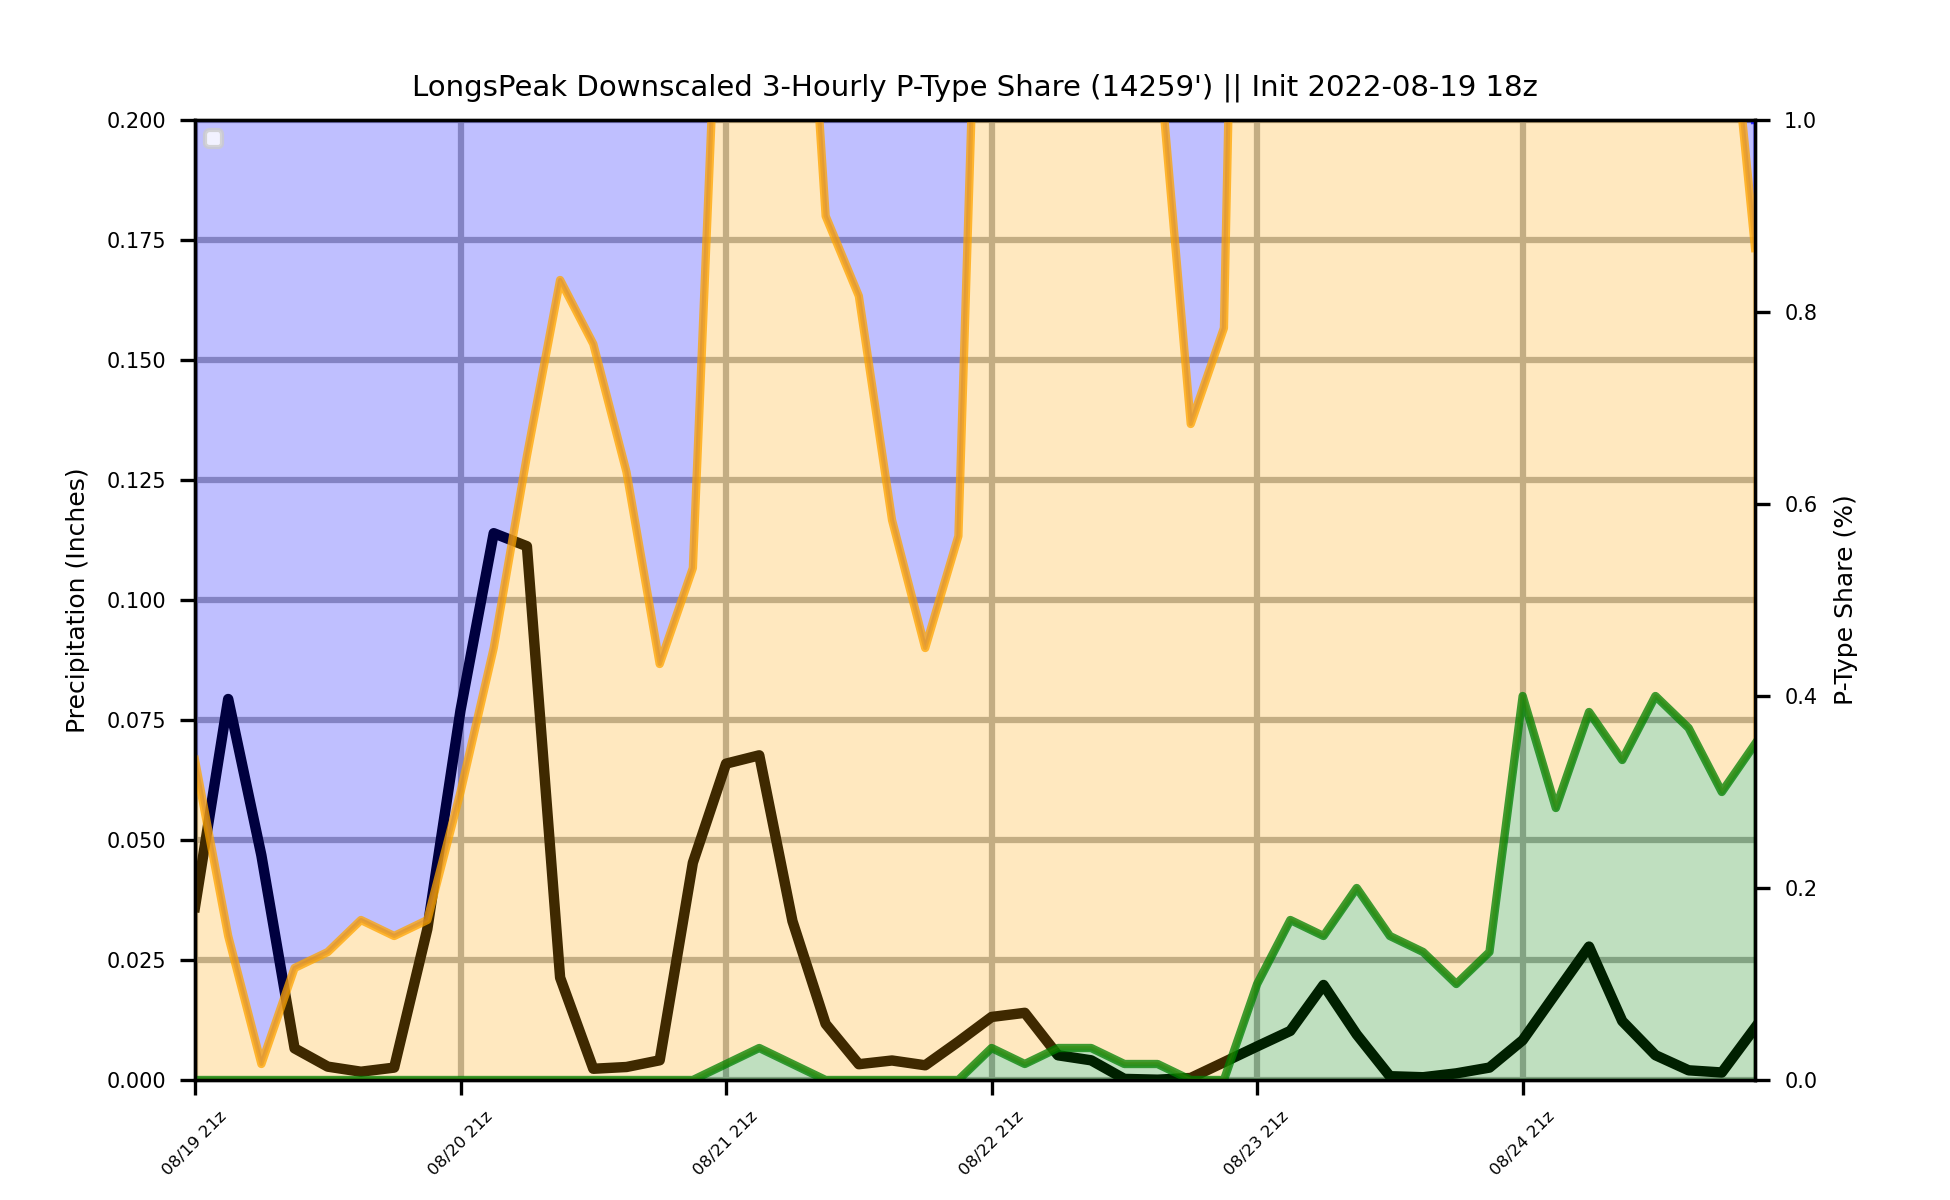 LongsPeak Downscaled 3-Hourly P-Type Share (14259') || Init 2022-08-19 18z
0.200
0.175
0.150
0.125
0.100
0.075
0.050
0.025
0.000
Precipitation (Inches)
1.0
0.8
0.6
0.4
0.2
0.0
P-Type Share (%)
08/19 21z
08/20 21z
08/21 21z
08/22 21z
08/23 21z
08/24 21z